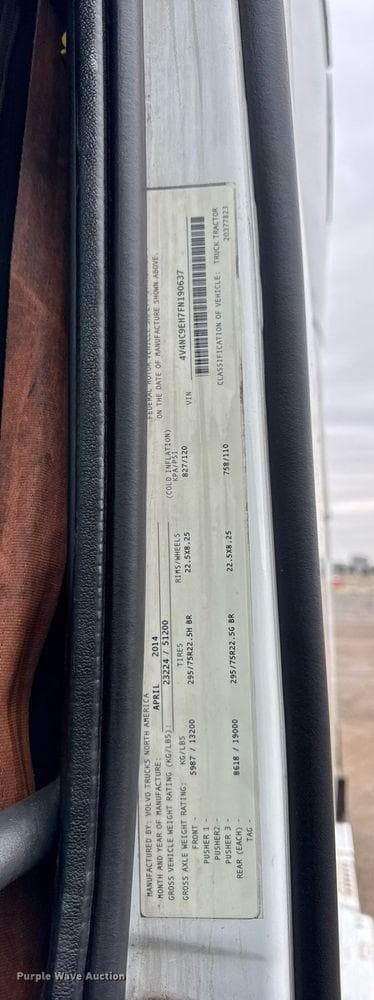 MANUFACTURED BY: VOLVO TRUCKS NORTH AMERICA
MONTH AND YEAR OF MANUFACTURE: APRIL 2014
GROSS VEHICLE WEIGHT RATING (KG/LBS): 23224 / 51200
GROSS AXLE WEIGHT RATING: KG/LBS TIRES RIMS/WHEELS (COLD INFLATION) KPA/PSI
FRONT - 5987 / 13200 295/75R22.5H BR 22.5X8.25 827/120
PUSHER 1 -
PUSHER2 -
PUSHER 3 -
REAR (EACH) - 8618 / 19000 295/75R22.5G BR 22.5X8.25 758/110
TAG -
FEDERAL MOTOR VEHICLE
ON THE DATE OF MANUFACTURE SHOWN ABOVE.
VIN 4V4NC9EH7FN190637
CLASSIFICATION OF VEHICLE: TRUCK TRACTOR
20377823
Purple Wave Auction